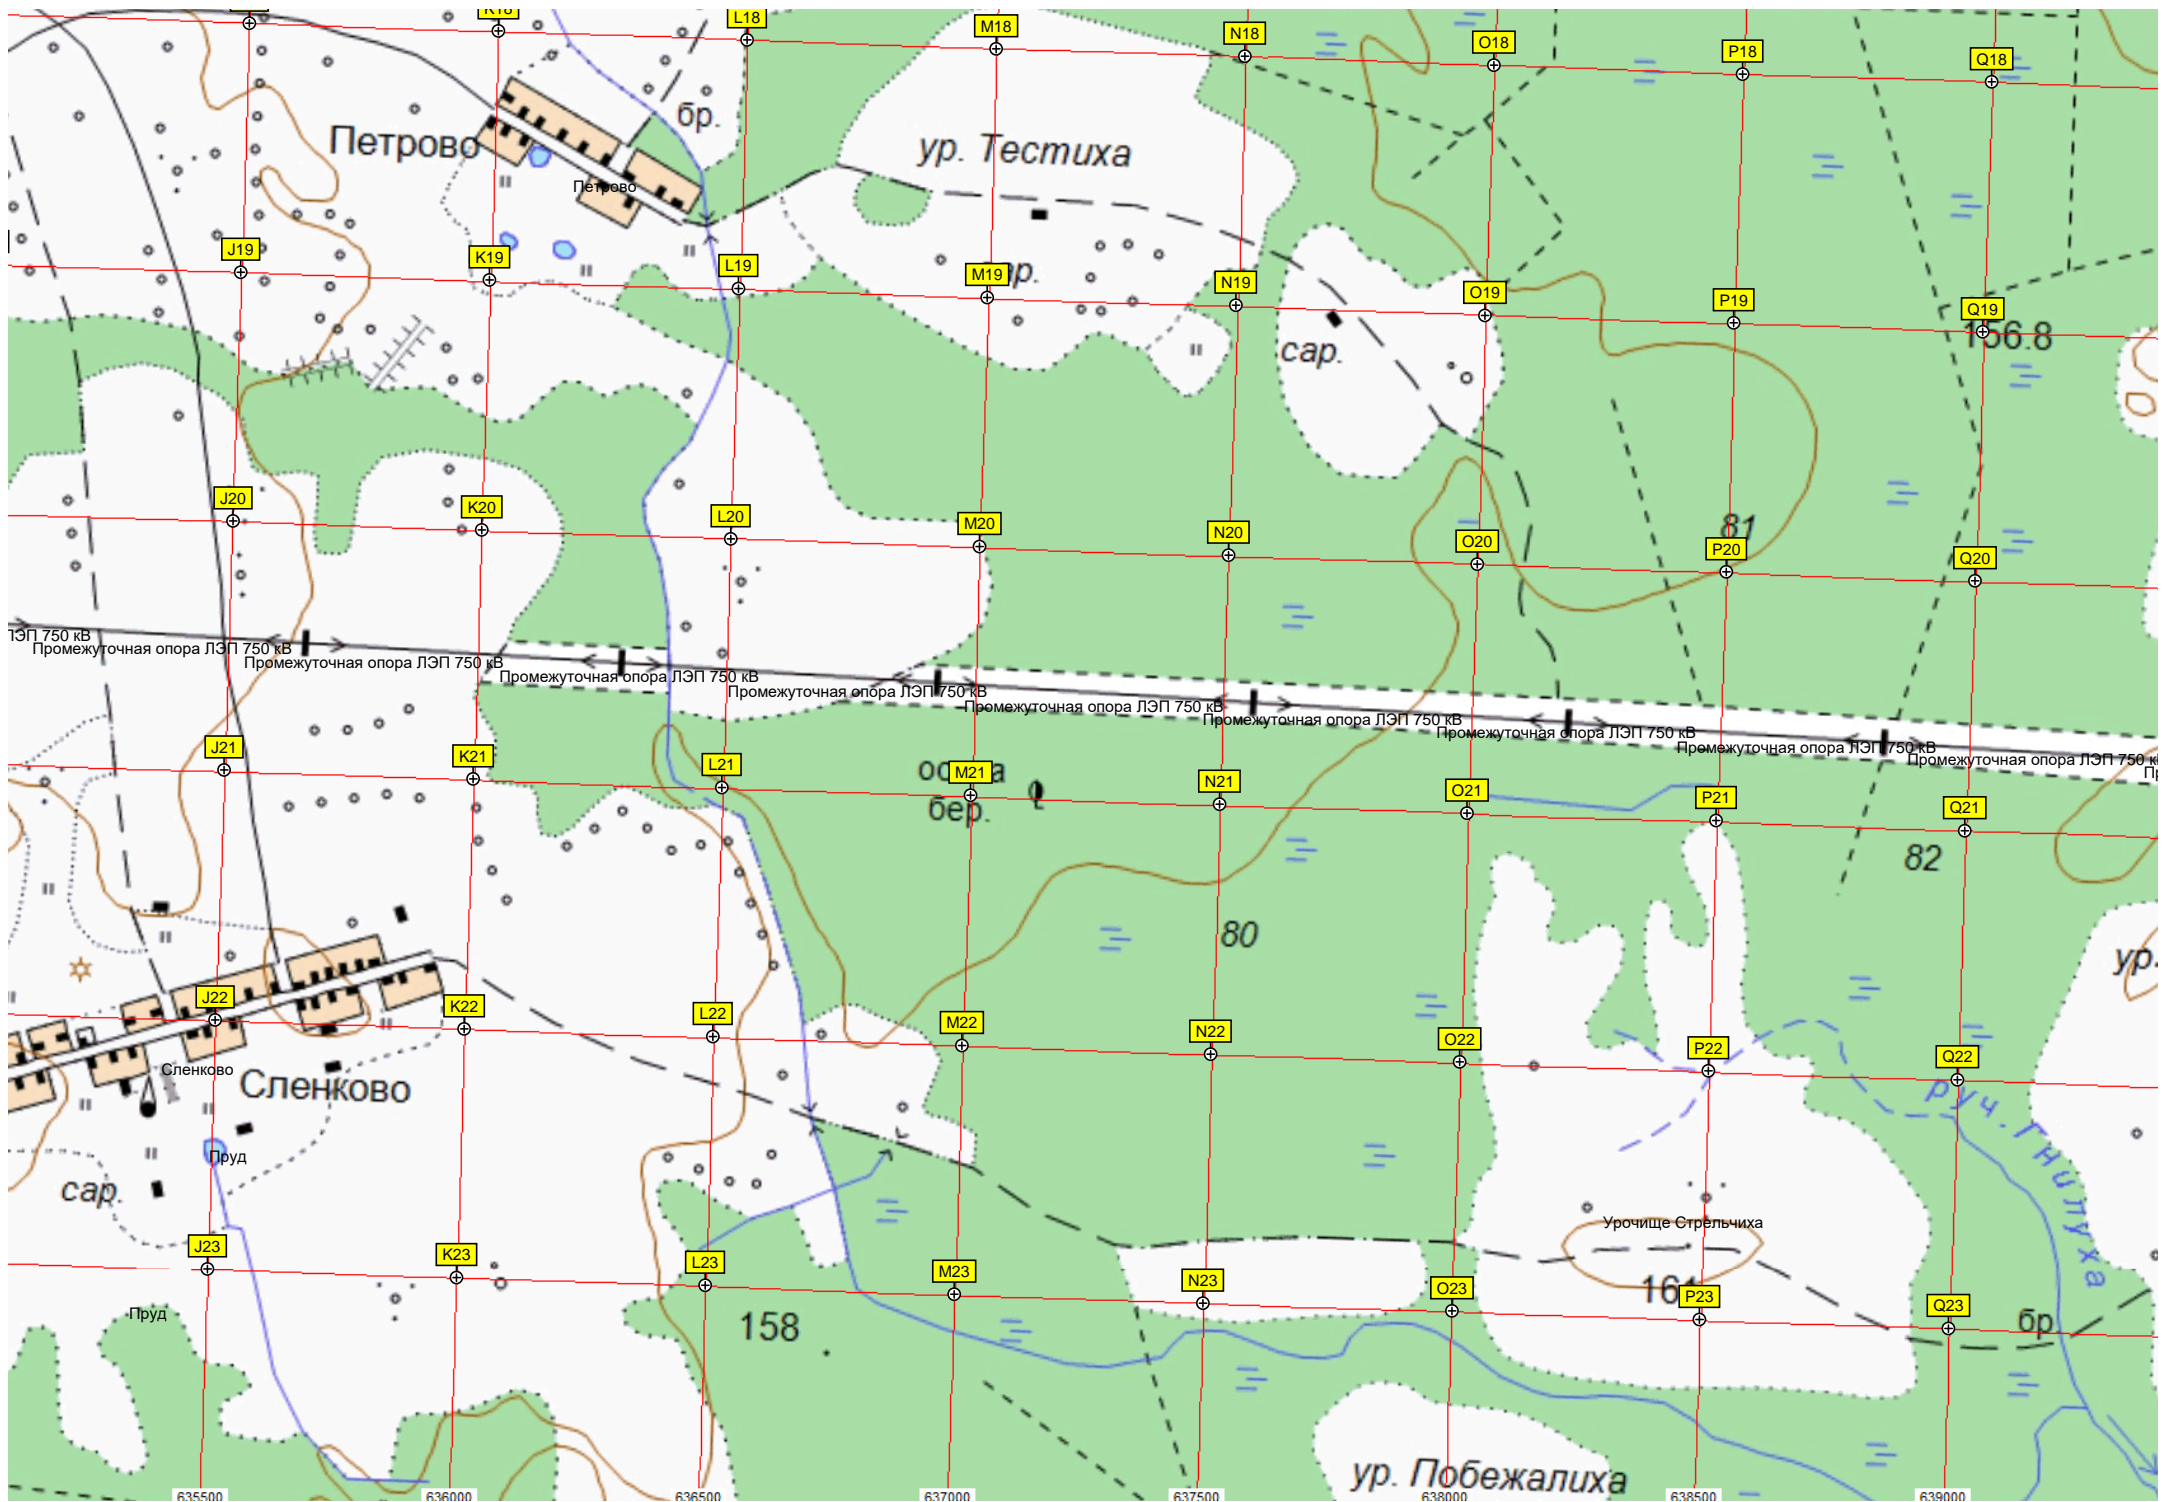 K18
L18
M18
N18
O18
P18
Q18
бр.
Петрово
ур. Тестиха
Петрово
J19
K19
L19
M19
N19
O19
P19
Q19
сар.
156.8
J20
K20
L20
M20
N20
O20
81
P20
Q20
ЛЭП 750 кВ
Промежуточная опора ЛЭП 750 кВ
Промежуточная опора ЛЭП 750 кВ
Промежуточная опора ЛЭП 750 кВ
Промежуточная опора ЛЭП 750 кВ
Промежуточная опора ЛЭП 750 кВ
Промежуточная опора ЛЭП 750 кВ
Промежуточная опора ЛЭП 750 кВ
Промежуточная опора ЛЭП 750 кВ
Промежуточная опора ЛЭП 750 к
J21
K21
L21
M21
N21
O21
P21
Q21
бер.
82
80
ур.
J22
K22
L22
M22
N22
O22
P22
Q22
Сленково
Сленково
руч. Гнилуха
Пруд
сар.
Урочище Стрельчиха
J23
K23
L23
M23
N23
O23
161
P23
Q23
бр.
Пруд
158
ур. Побежалиха
635500
636000
636500
637000
637500
638000
638500
639000